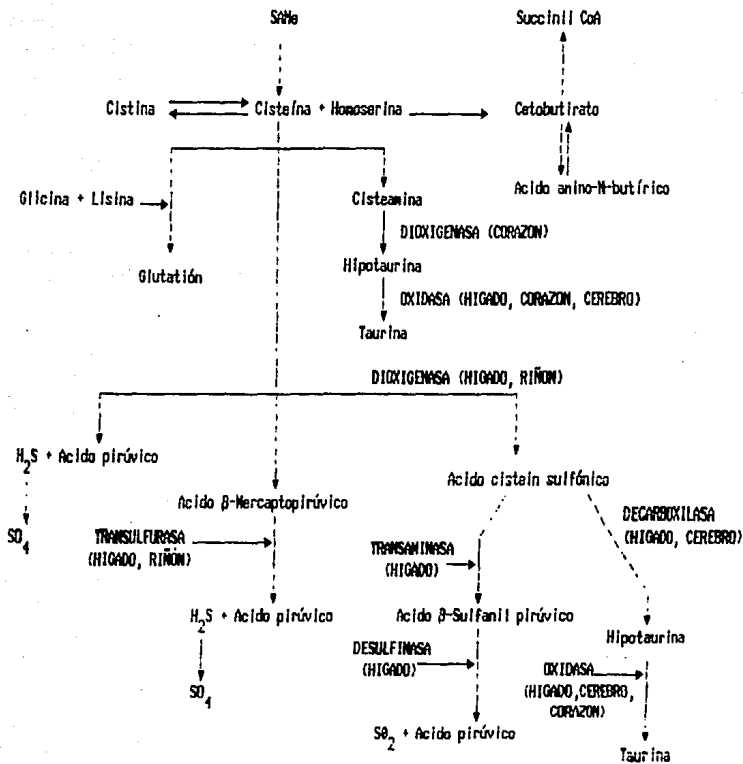 SAMe
Succinil CoA
Cistina
Cisteína + Homoserina
Cetobutirato
Acido amino-N-butírico
Glicina + Lisina
Cisteamina
DIOXIGENASA (CORAZON)
Glutatión
Hipotaurina
OXIDASA (HIGADO, CORAZON, CEREBRO)
Taurina
DIOXIGENASA (HIGADO, RIÑON)
H2S + Acido pirúvico
Acido cistein sulfónico
Acido β-Mercaptopirúvico
SO4
TRANSULFURASA
(HIGADO, RIÑON)
TRANSAMINASA
(HIGADO)
DECARBOXILASA
(HIGADO, CEREBRO)
H2S + Acido pirúvico
Acido β-Sulfanil pirúvico
Hipotaurina
DESULFINASA
(HIGADO)
OXIDASA
(HIGADO,CEREBRO,
CORAZON)
SO4
SO2 + Acido pirúvico
Taurina